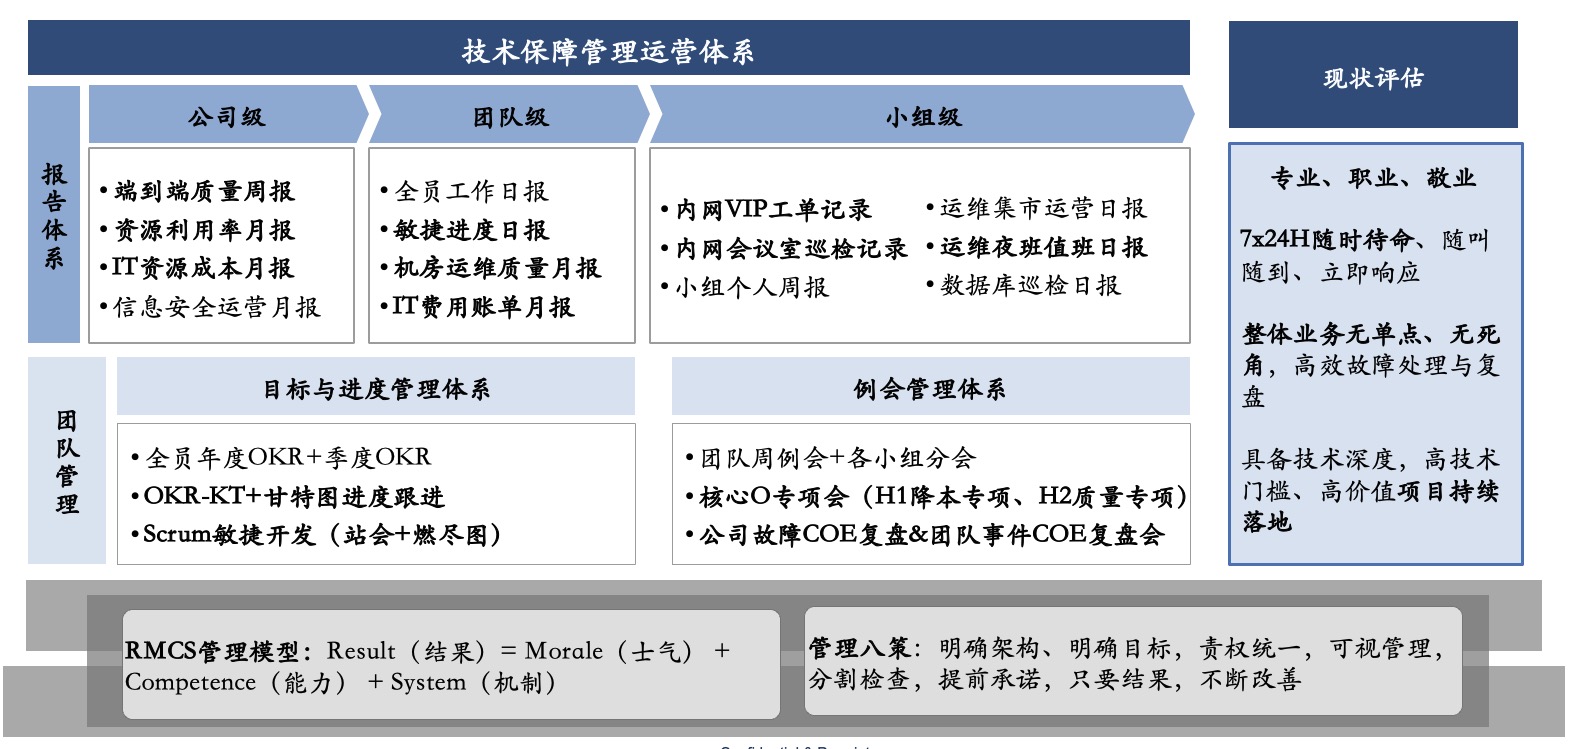 技术保障管理运营体系
现状评估
报告体系
公司级
团队级
小组级
•端到端质量周报
•资源利用率月报
•IT资源成本月报
•信息安全运营月报
•全员工作日报
•敏捷进度日报
•机房运维质量月报
•IT费用账单月报
•内网VIP工单记录
•内网会议室巡检记录
•小组个人周报
•运维集市运营日报
•运维夜班值班日报
•数据库巡检日报
专业、职业、敬业
7x24H随时待命、随叫
随到、立即响应
整体业务无单点、无死
角，高效故障处理与复
盘
具备技术深度，高技术
门槛、高价值项目持续
落地
团队管理
目标与进度管理体系
例会管理体系
•全员年度OKR+季度OKR
•OKR-KT+甘特图进度跟进
•Scrum敏捷开发（站会+燃尽图）
•团队周例会+各小组分会
•核心O专项会（H1降本专项、H2质量专项）
•公司故障COE复盘&团队事件COE复盘会
RMCS管理模型：Result（结果）= Morale（士气） +
Competence（能力） + System（机制）
管理八策：明确架构、明确目标，责权统一，可视管理，
分割检查，提前承诺，只要结果，不断改善